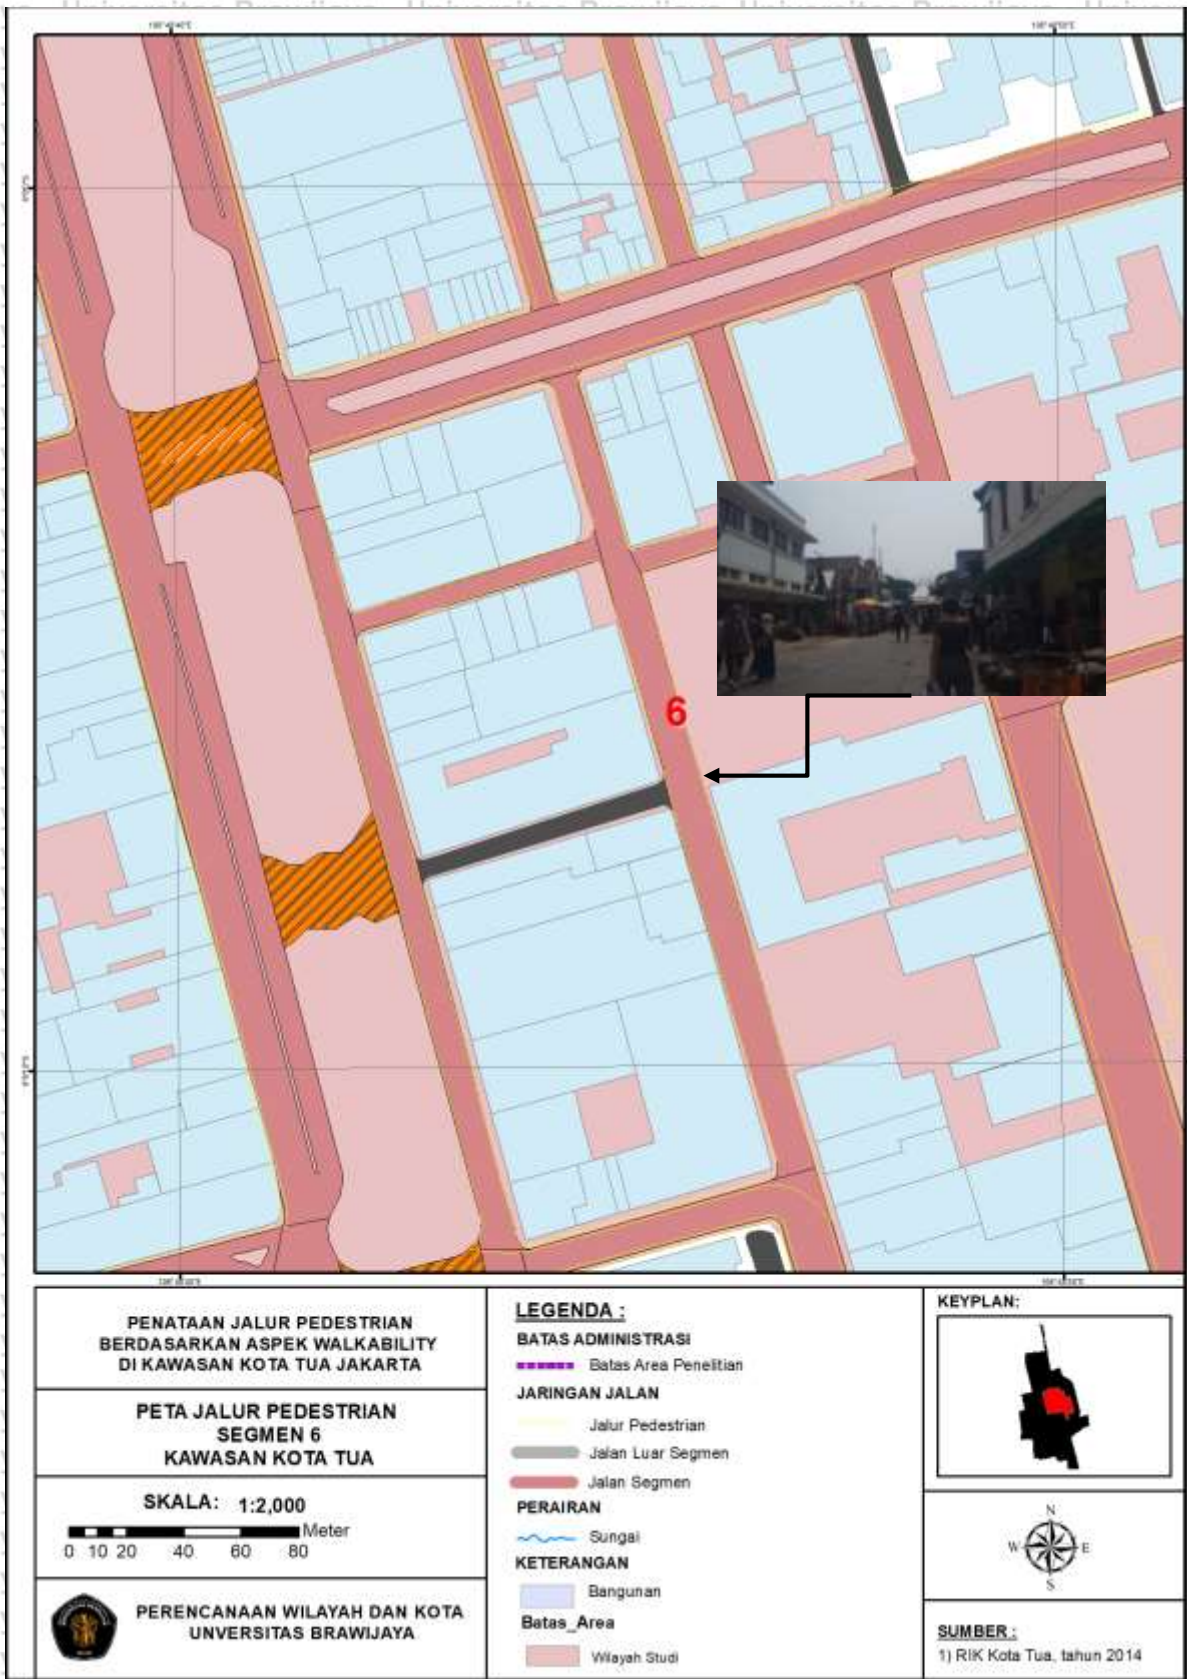 Universitas Brawijaya
6
PENATAAN JALUR PEDESTRIAN
BERDASARKAN ASPEK WALKABILITY
DI KAWASAN KOTA TUA JAKARTA
PETA JALUR PEDESTRIAN
SEGMEN 6
KAWASAN KOTA TUA
SKALA: 1:2,000
Meter
0 10 20 40 60 80
PERENCANAAN WILAYAH DAN KOTA
UNVERSITAS BRAWIJAYA
LEGENDA :
BATAS ADMINISTRASI
Batas Area Penelitian
JARINGAN JALAN
Jalur Pedestrian
Jalan Luar Segmen
Jalan Segmen
PERAIRAN
Sungai
KETERANGAN
Bangunan
Batas_Area
Wilayah Studi
KEYPLAN:
N
W E
S
SUMBER :
1) RIK Kota Tua, tahun 2014